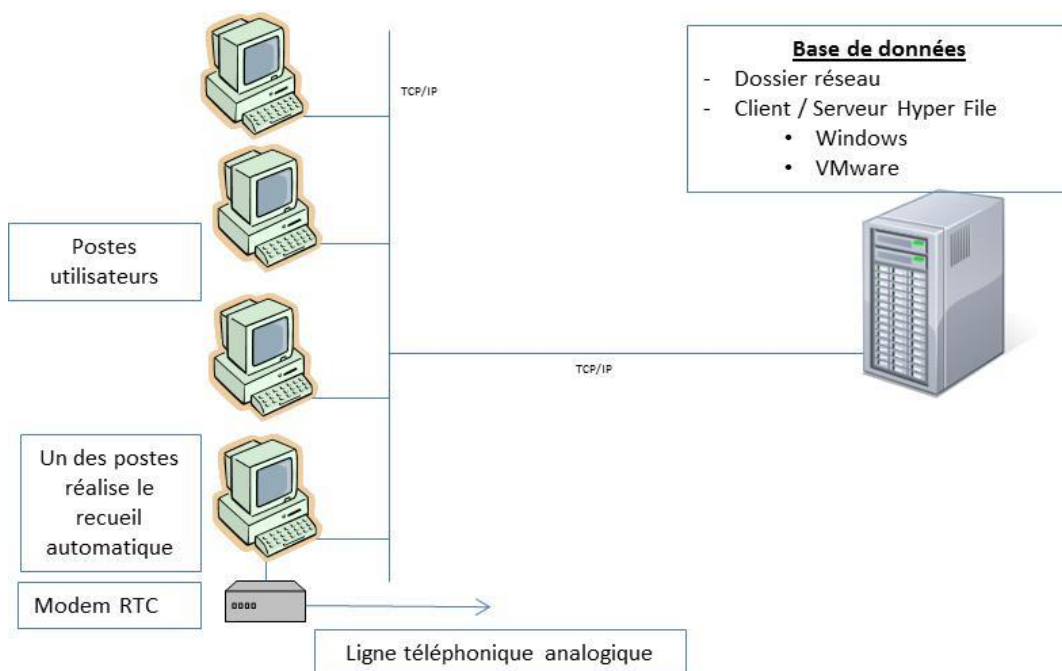 TCP/IP
Base de données
- Dossier réseau
- Client / Serveur Hyper File
• Windows
• VMware
Postes
utilisateurs
TCP/IP
Un des postes
réalise le
recueil
automatique
Modem RTC
Ligne téléphonique analogique